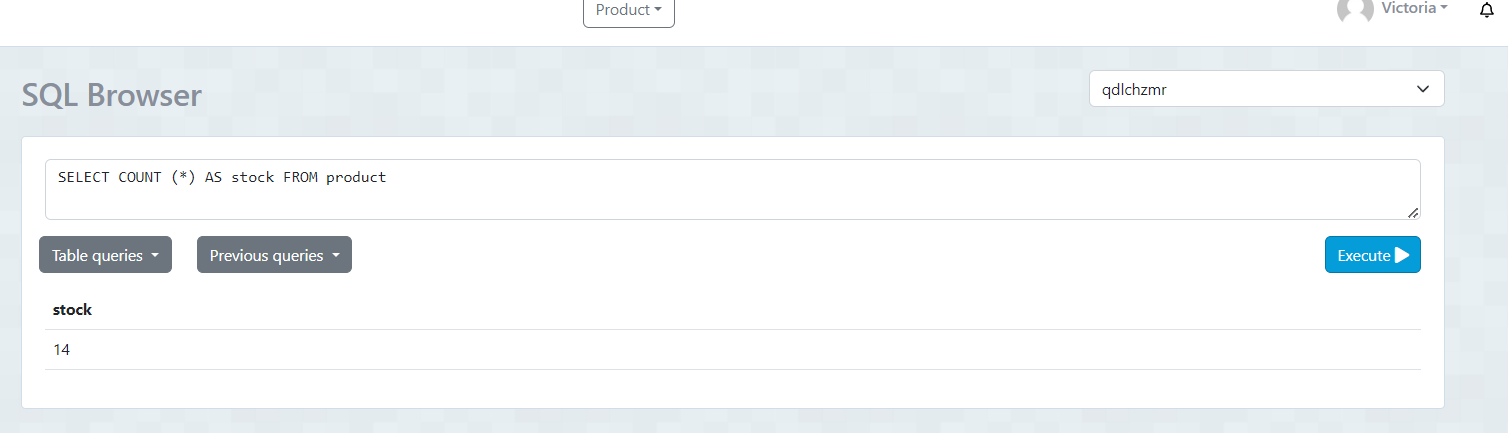 Product
Victoria
SQL Browser
qdlchzmr
SELECT COUNT (*) AS stock FROM product
Table queries
Previous queries
Execute
stock
14